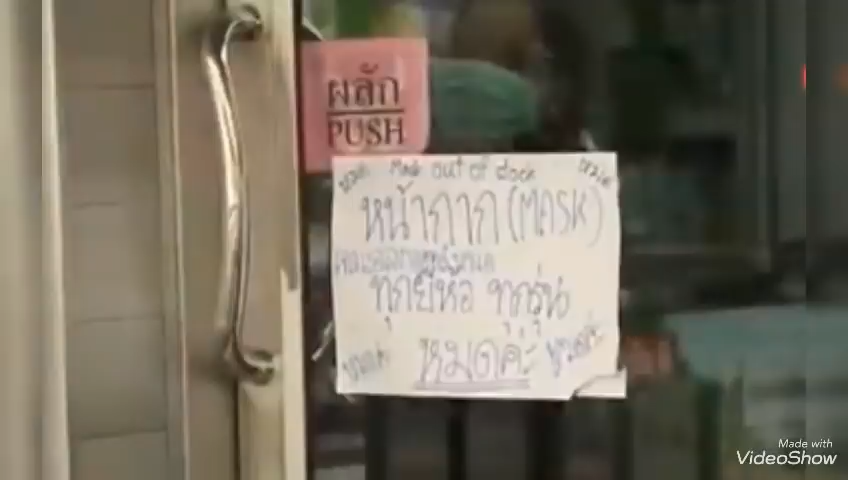 ผลัก
PUSH
Mask out of stock
หน้ากาก (MASK)
ทุกยี่ห้อ ทุกรุ่น
หมดค่ะ
Made with
VideoShow